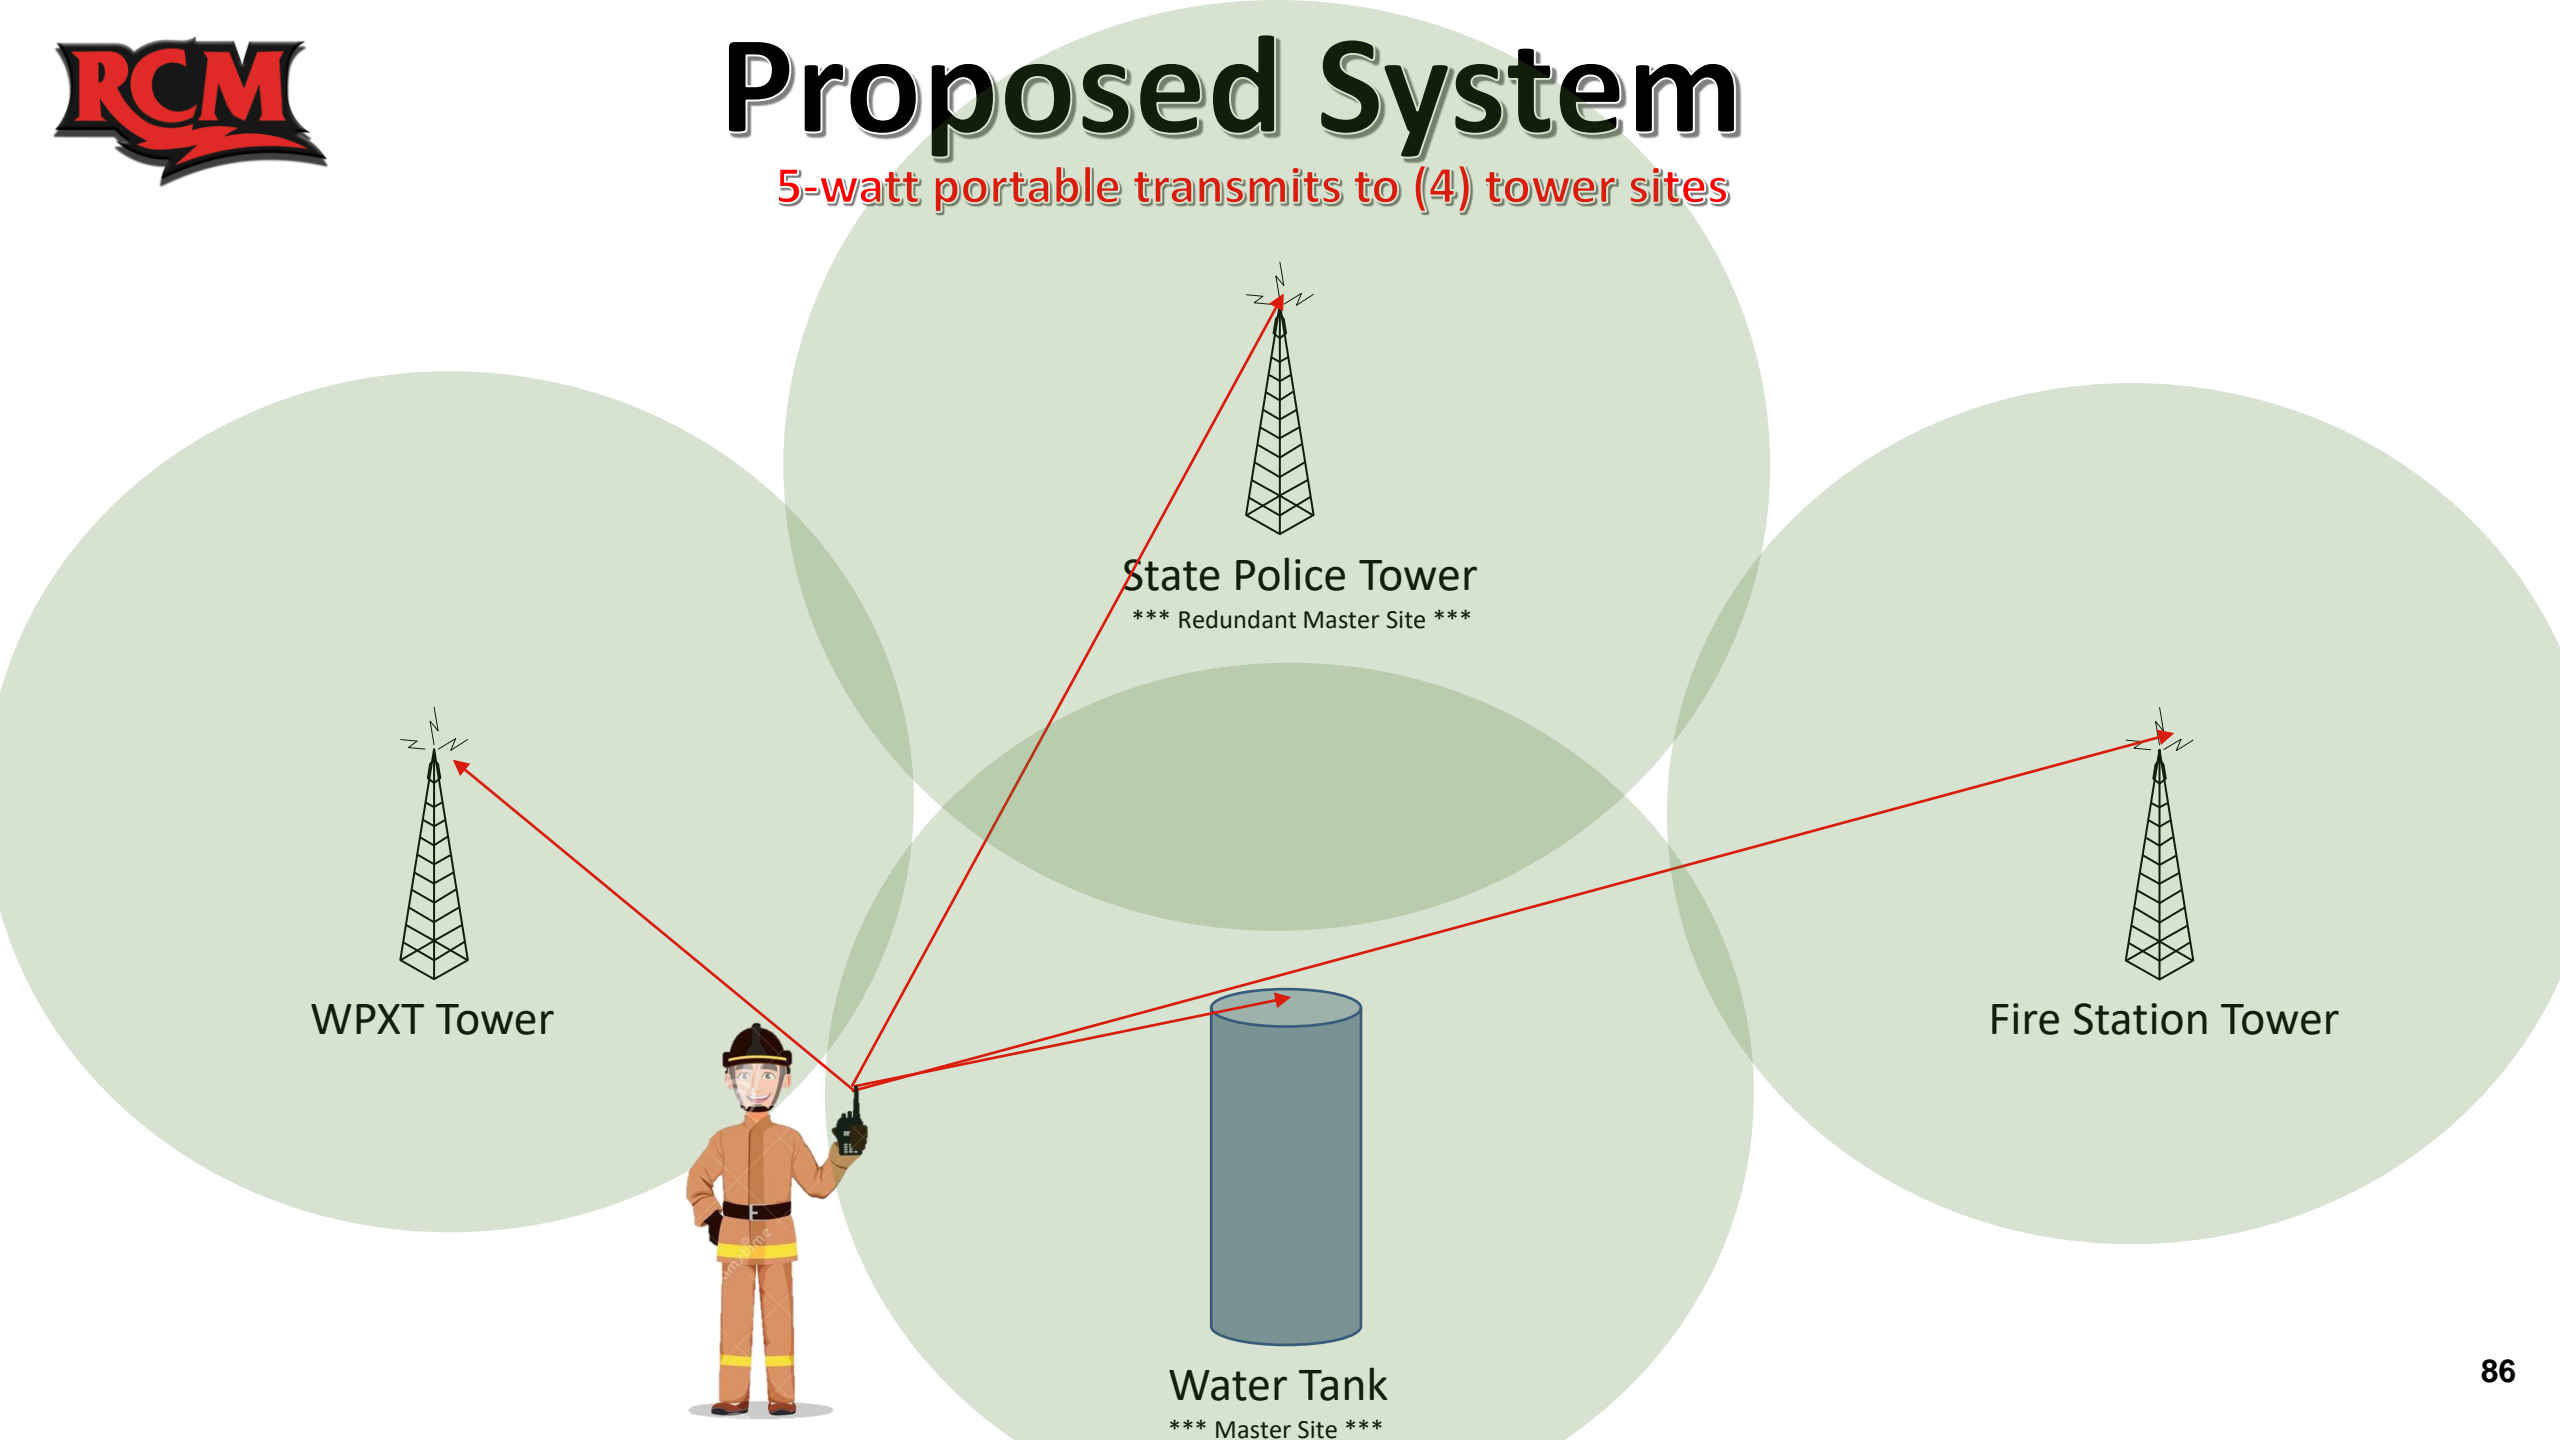 RCM
Proposed System
5-watt portable transmits to (4) tower sites
State Police Tower
*** Redundant Master Site ***
WPXT Tower
Fire Station Tower
Water Tank
*** Master Site ***
86